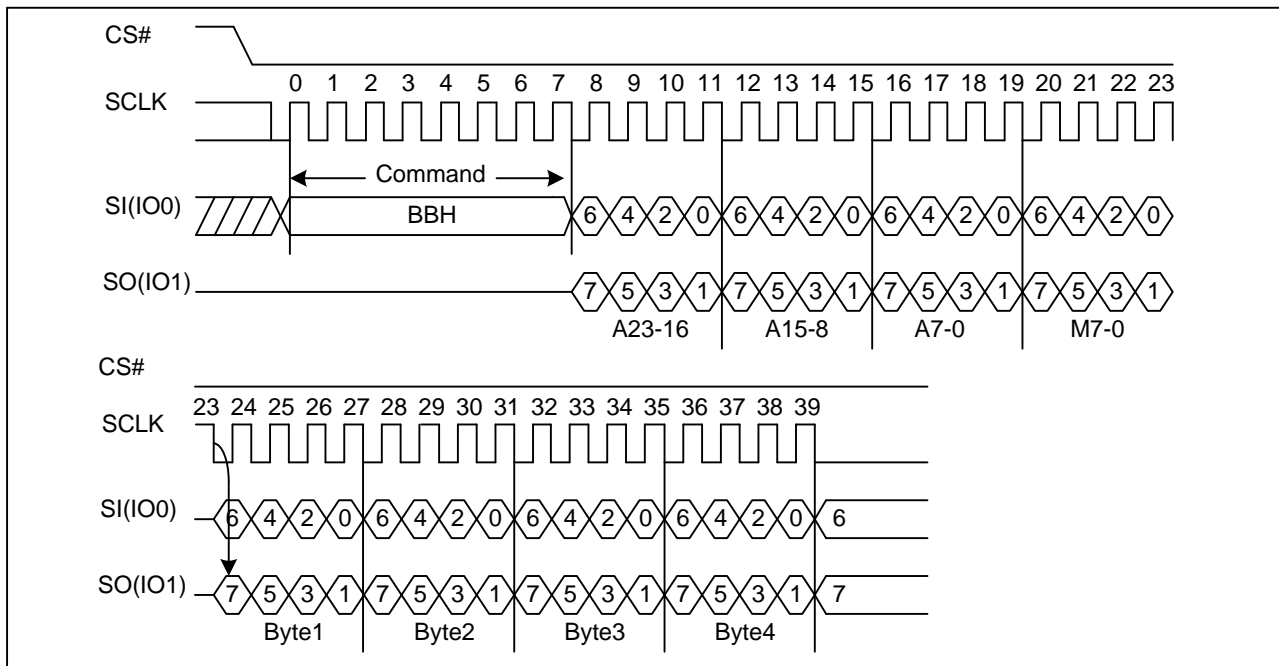 CS#
0 1 2 3 4 5 6 7 8 9 10 11 12 13 14 15 16 17 18 19 20 21 22 23
SCLK
Command
SI(IO0) BBH 6 4 2 0 6 4 2 0 6 4 2 0 6 4 2 0
SO(IO1) 7 5 3 1 7 5 3 1 7 5 3 1 7 5 3 1
A23-16 A15-8 A7-0 M7-0
CS#
23 24 25 26 27 28 29 30 31 32 33 34 35 36 37 38 39
SCLK
SI(IO0) 6 4 2 0 6 4 2 0 6 4 2 0 6 4 2 0 6
SO(IO1) 7 5 3 1 7 5 3 1 7 5 3 1 7 5 3 1 7
Byte1 Byte2 Byte3 Byte4